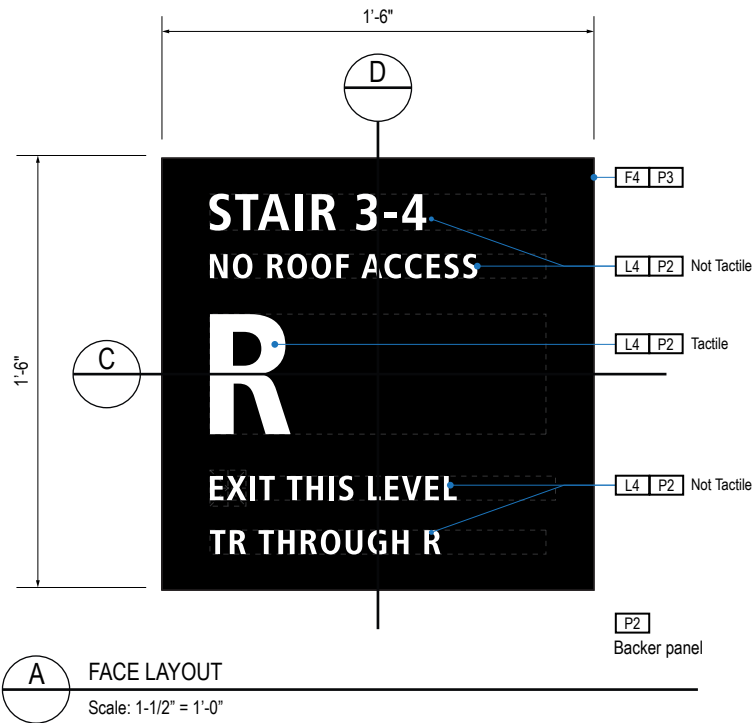 1'-6"
D
F4 P3
STAIR 3-4
NO ROOF ACCESS
L4 P2 Not Tactile
R
L4 P2 Tactile
C
1'-6"
EXIT THIS LEVEL
L4 P2 Not Tactile
TR THROUGH R
P2
Backer panel
A
FACE LAYOUT
Scale: 1-1/2” = 1’-0”